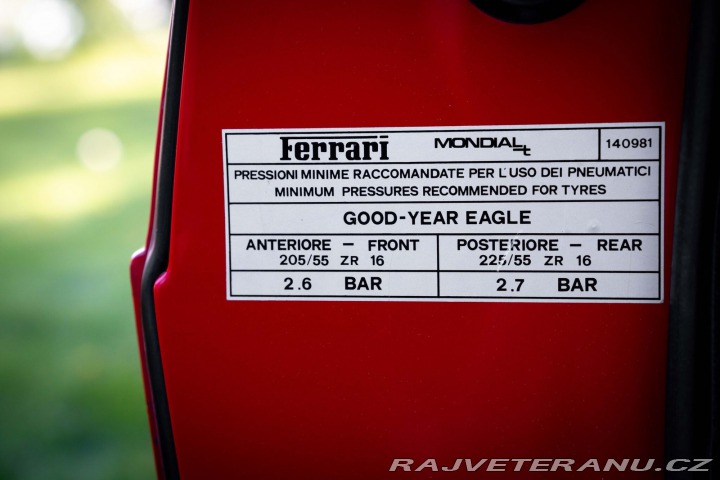 Ferrari MONDIAL t 140981
PRESSIONI MINIME RACCOMANDATE PER L'USO DEI PNEUMATICI
MINIMUM PRESSURES RECOMMENDED FOR TYRES
GOOD-YEAR EAGLE
ANTERIORE – FRONT
205/55 ZR 16
POSTERIORE – REAR
225/55 ZR 16
2.6 BAR
2.7 BAR
RAJVETERANU.CZ